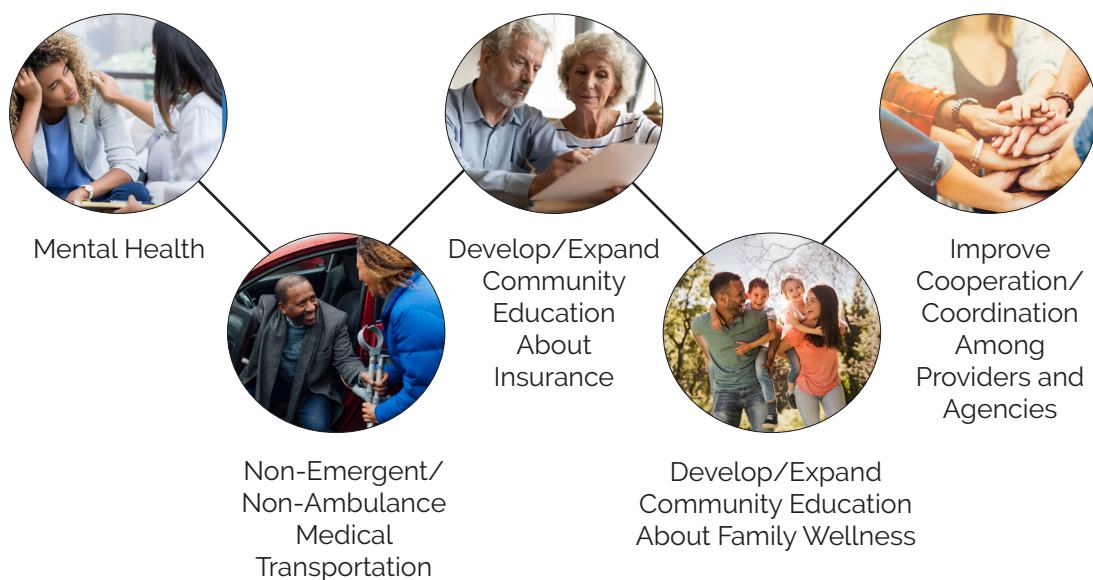 Mental Health
Non-Emergent/
Non-Ambulance
Medical
Transportation
Develop/Expand
Community
Education
About
Insurance
Develop/Expand
Community Education
About Family Wellness
Improve
Cooperation/
Coordination
Among
Providers and
Agencies